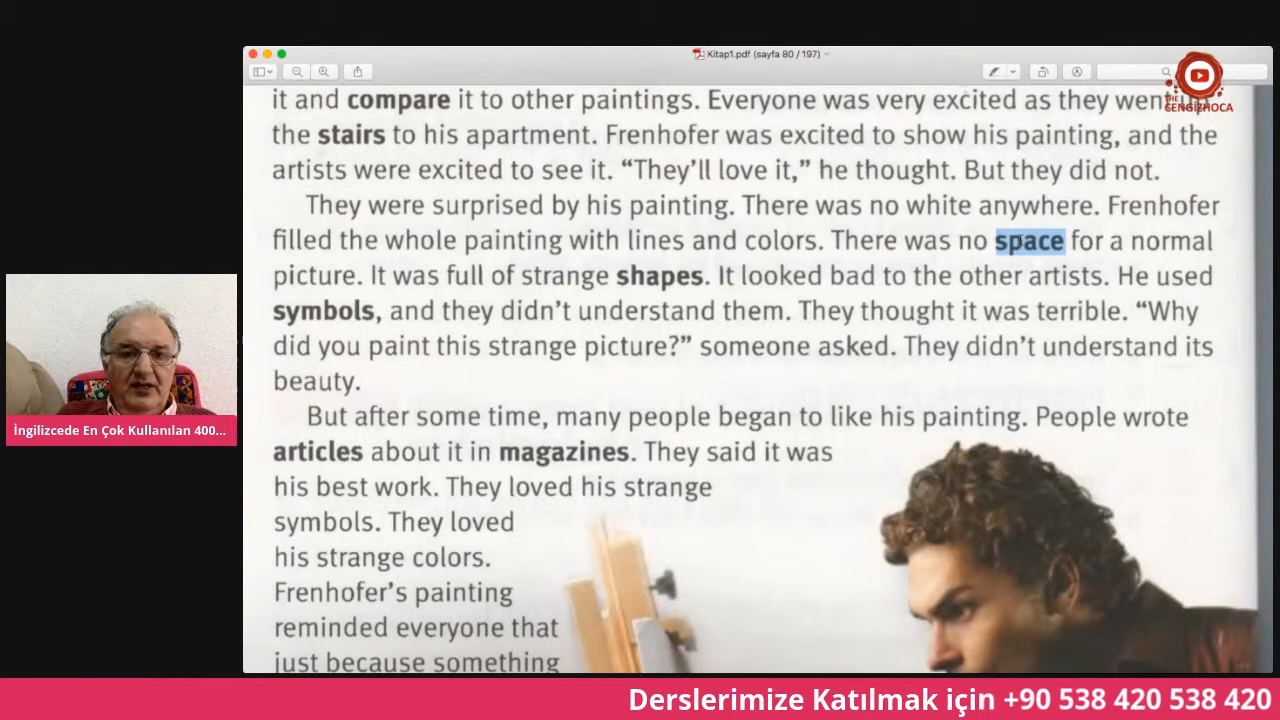 Kitap1.pdf (sayfa 80 / 197)
THE
CENGIZHOCA
it and compare it to other paintings. Everyone was very excited as they went up
the stairs to his apartment. Frenhofer was excited to show his painting, and the
artists were excited to see it. “They’ll love it,” he thought. But they did not.
They were surprised by his painting. There was no white anywhere. Frenhofer
filled the whole painting with lines and colors. There was no space for a normal
picture. It was full of strange shapes. It looked bad to the other artists. He used
symbols, and they didn’t understand them. They thought it was terrible. “Why
did you paint this strange picture?” someone asked. They didn’t understand its
beauty.
But after some time, many people began to like his painting. People wrote
articles about it in magazines. They said it was
his best work. They loved his strange
symbols. They loved
his strange colors.
Frenhofer’s painting
reminded everyone that
just because something
İngilizcede En Çok Kullanılan 400...
Derslerimize Katılmak için +90 538 420 538 420